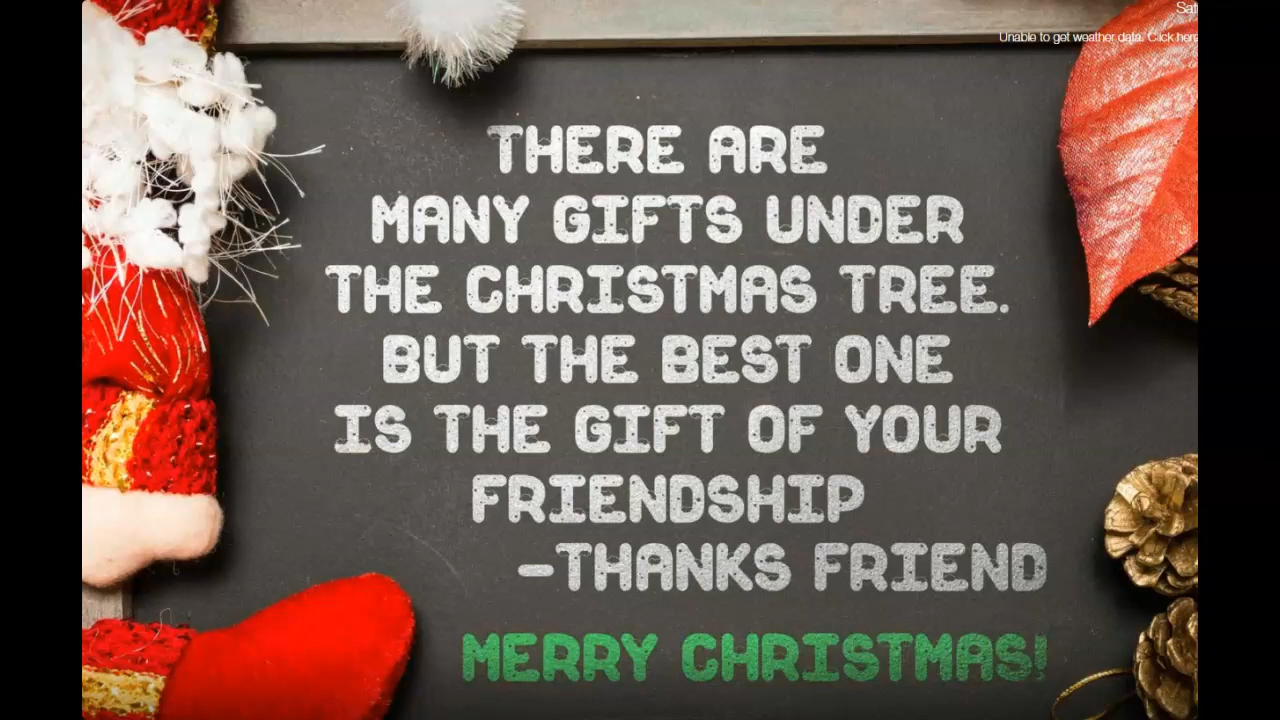 Unable to get weather data. Click here
THERE ARE
MANY GIFTS UNDER
THE CHRISTMAS TREE.
BUT THE BEST ONE
IS THE GIFT OF YOUR
FRIENDSHIP
-THANKS FRIEND
MERRY CHRISTMAS!